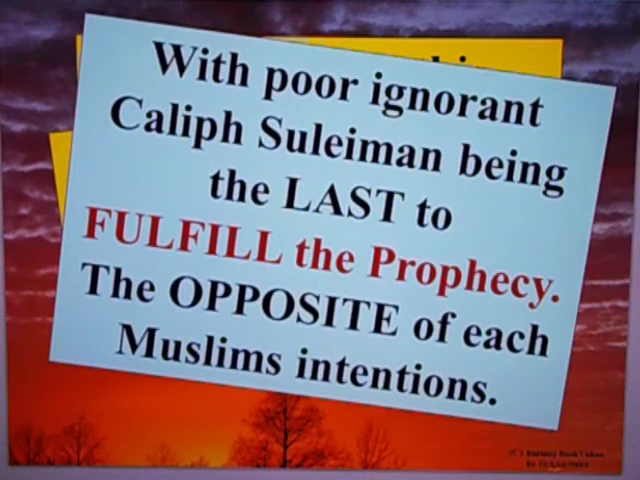 With poor ignorant
Caliph Suleiman being
the LAST to
FULFILL the Prophecy.
The OPPOSITE of each
Muslims intentions.